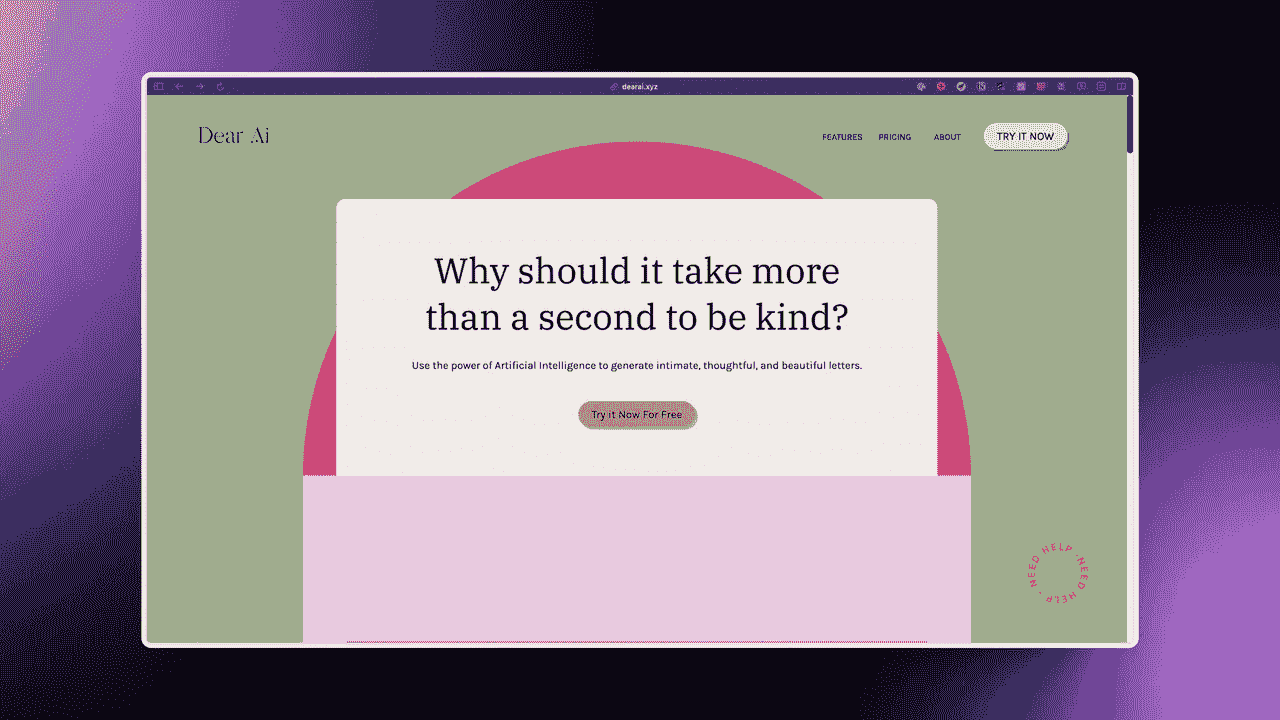 dearai.xyz
Dear Ai
FEATURES PRICING ABOUT TRY IT NOW
Why should it take more
than a second to be kind?
Use the power of Artificial Intelligence to generate intimate, thoughtful, and beautiful letters.
Try it Now For Free
NEED HELP · NEED HELP ·